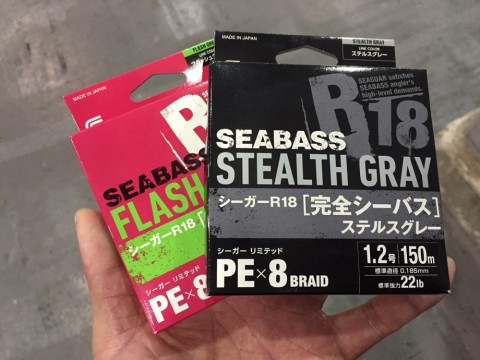 MADE IN JAPAN
FLASH GREEN
MADE IN JAPAN
R
SEABASS
FLASH
シーガーR18
シーガー リミテッド
PE×8
MADE IN JAPAN
STEALTH GRAY
LINE COLOR
ステルスグレー
R18
SEAGUAR satisfies
SEABASS angler's
high-level demands.
SEABASS
STEALTH GRAY
シーガーR18 [完全シーバス]
ステルスグレー
シーガー リミテッド
PE×8 BRAID
1.2号 150m
標準直径 0.185mm
標準強力 22lb